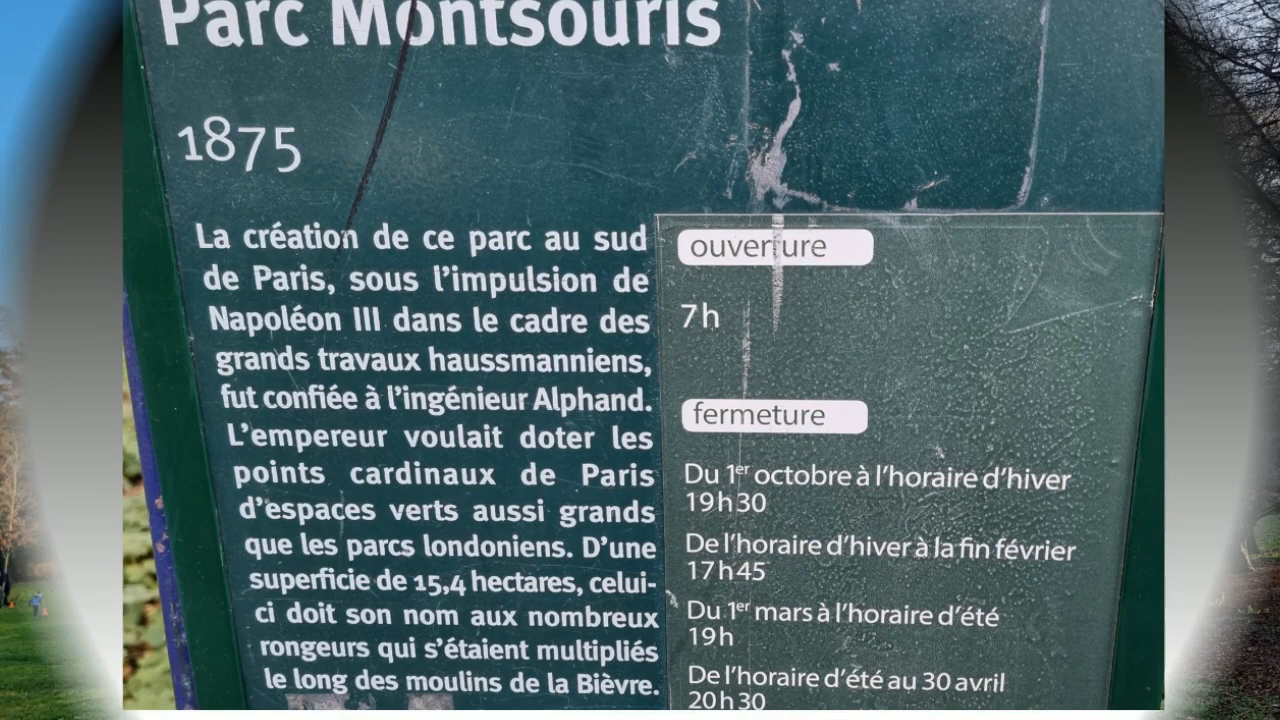 Parc Montsouris
1875
La création de ce parc au sud
de Paris, sous l'impulsion de
Napoléon III dans le cadre des
grands travaux haussmanniens,
fut confiée à l'ingénieur Alphand.
L'empereur voulait doter les
points cardinaux de Paris
d'espaces verts aussi grands
que les parcs londoniens. D'une
superficie de 15,4 hectares, celui-
ci doit son nom aux nombreux
rongeurs qui s'étaient multipliés
le long des moulins de la Bièvre.
ouverture
7h
fermeture
Du 1er octobre à l'horaire d'hiver
19h30
De l'horaire d'hiver à la fin février
17h45
Du 1er mars à l'horaire d'été
19h
De l'horaire d'été au 30 avril
20h30